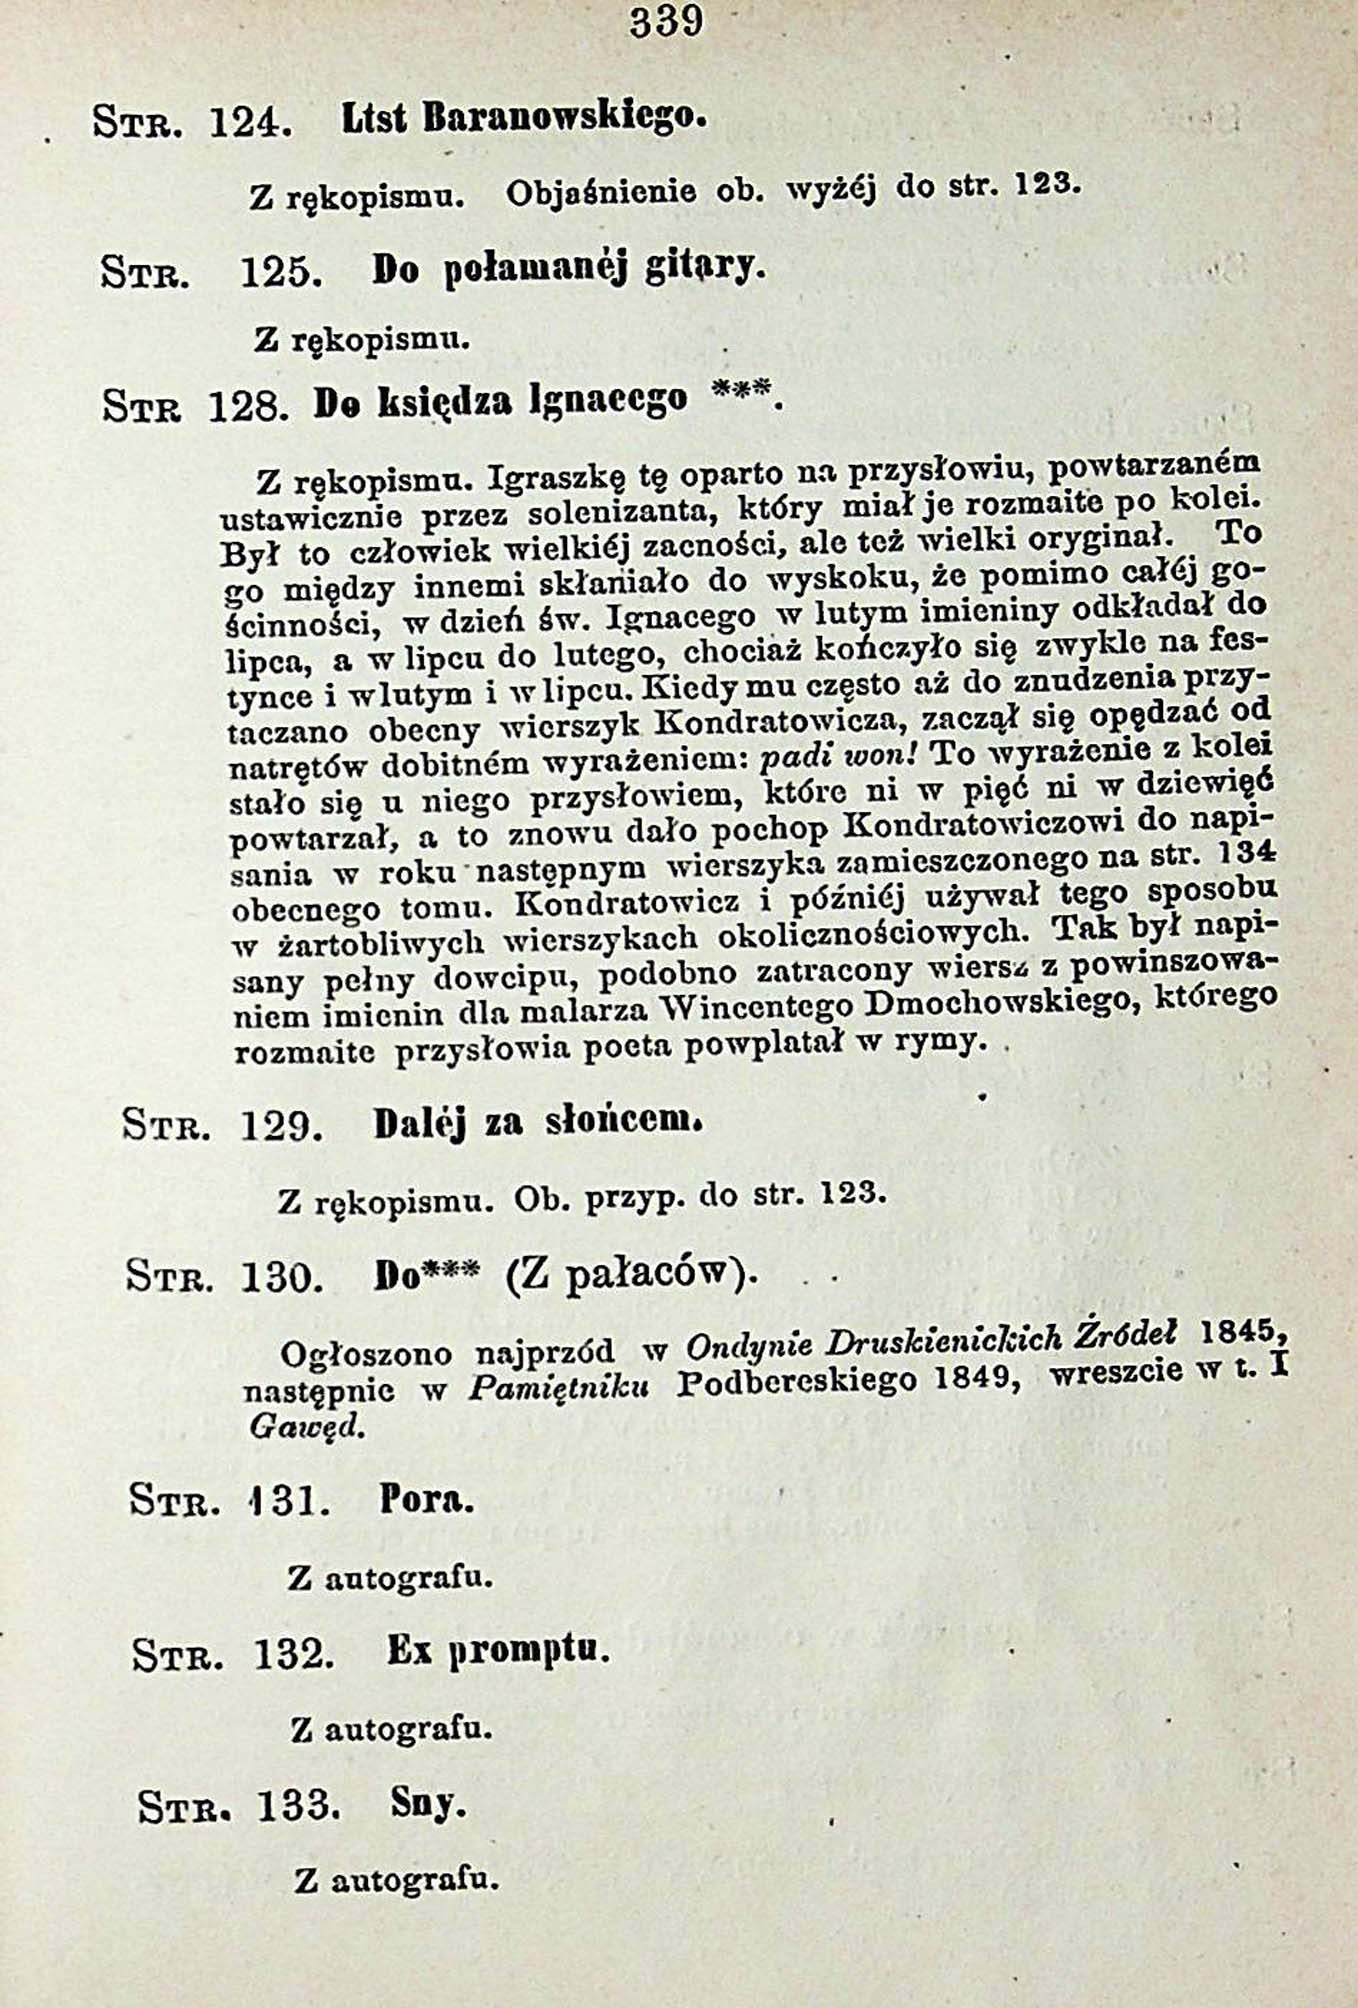 339
STR. 124. Ltst Baranowskiego.
Z rękopismu. Objaśnienie ob. wyżéj do str. 123.
STR. 125. Do połamanéj gitary.
Z rękopismu.
STR 128. Do księdza Ignacego ***.
Z rękopismu. Igraszkę tę oparto na przysłowiu, powtarzaném
ustawicznie przez solenizanta, który miał je rozmaite po kolei.
Był to człowiek wielkiéj zacności, ale też wielki oryginał. To
go między innemi skłaniało do wyskoku, że pomimo całéj go-
ścinności, w dzień św. Ignacego w lutym imieniny odkładał do
lipca, a w lipcu do lutego, chociaż kończyło się zwykle na fes-
tynce i w lutym i w lipcu. Kiedy mu często aż do znudzenia przy-
taczano obecny wierszyk Kondratowicza, zaczął się opędzać od
natrętów dobitném wyrażeniem: padi won! To wyrażenie z kolei
stało się u niego przysłowiem, które ni w pięć ni w dziewięć
powtarzał, a to znowu dało pochop Kondratowiczowi do napi-
sania w roku następnym wierszyka zamieszczonego na str. 134
obecnego tomu. Kondratowicz i późniéj używał tego sposobu
w żartobliwych wierszykach okolicznościowych. Tak był napi-
sany pełny dowcipu, podobno zatracony wiersz z powinszowa-
niem imienin dla malarza Wincentego Dmochowskiego, którego
rozmaite przysłowia poeta powplatał w rymy.
STR. 129. Daléj za słońcem.
Z rękopismu. Ob. przyp. do str. 123.
STR. 130. Do*** (Z pałaców).
Ogłoszono najprzód w Ondynie Druskienickich Źródeł 1845,
następnie w Pamiętniku Podbereskiego 1849, wreszcie w t. I
Gawęd.
STR. 131. Pora.
Z autografu.
STR. 132. Ex promptu.
Z autografu.
STR. 133. Sny.
Z autografu.